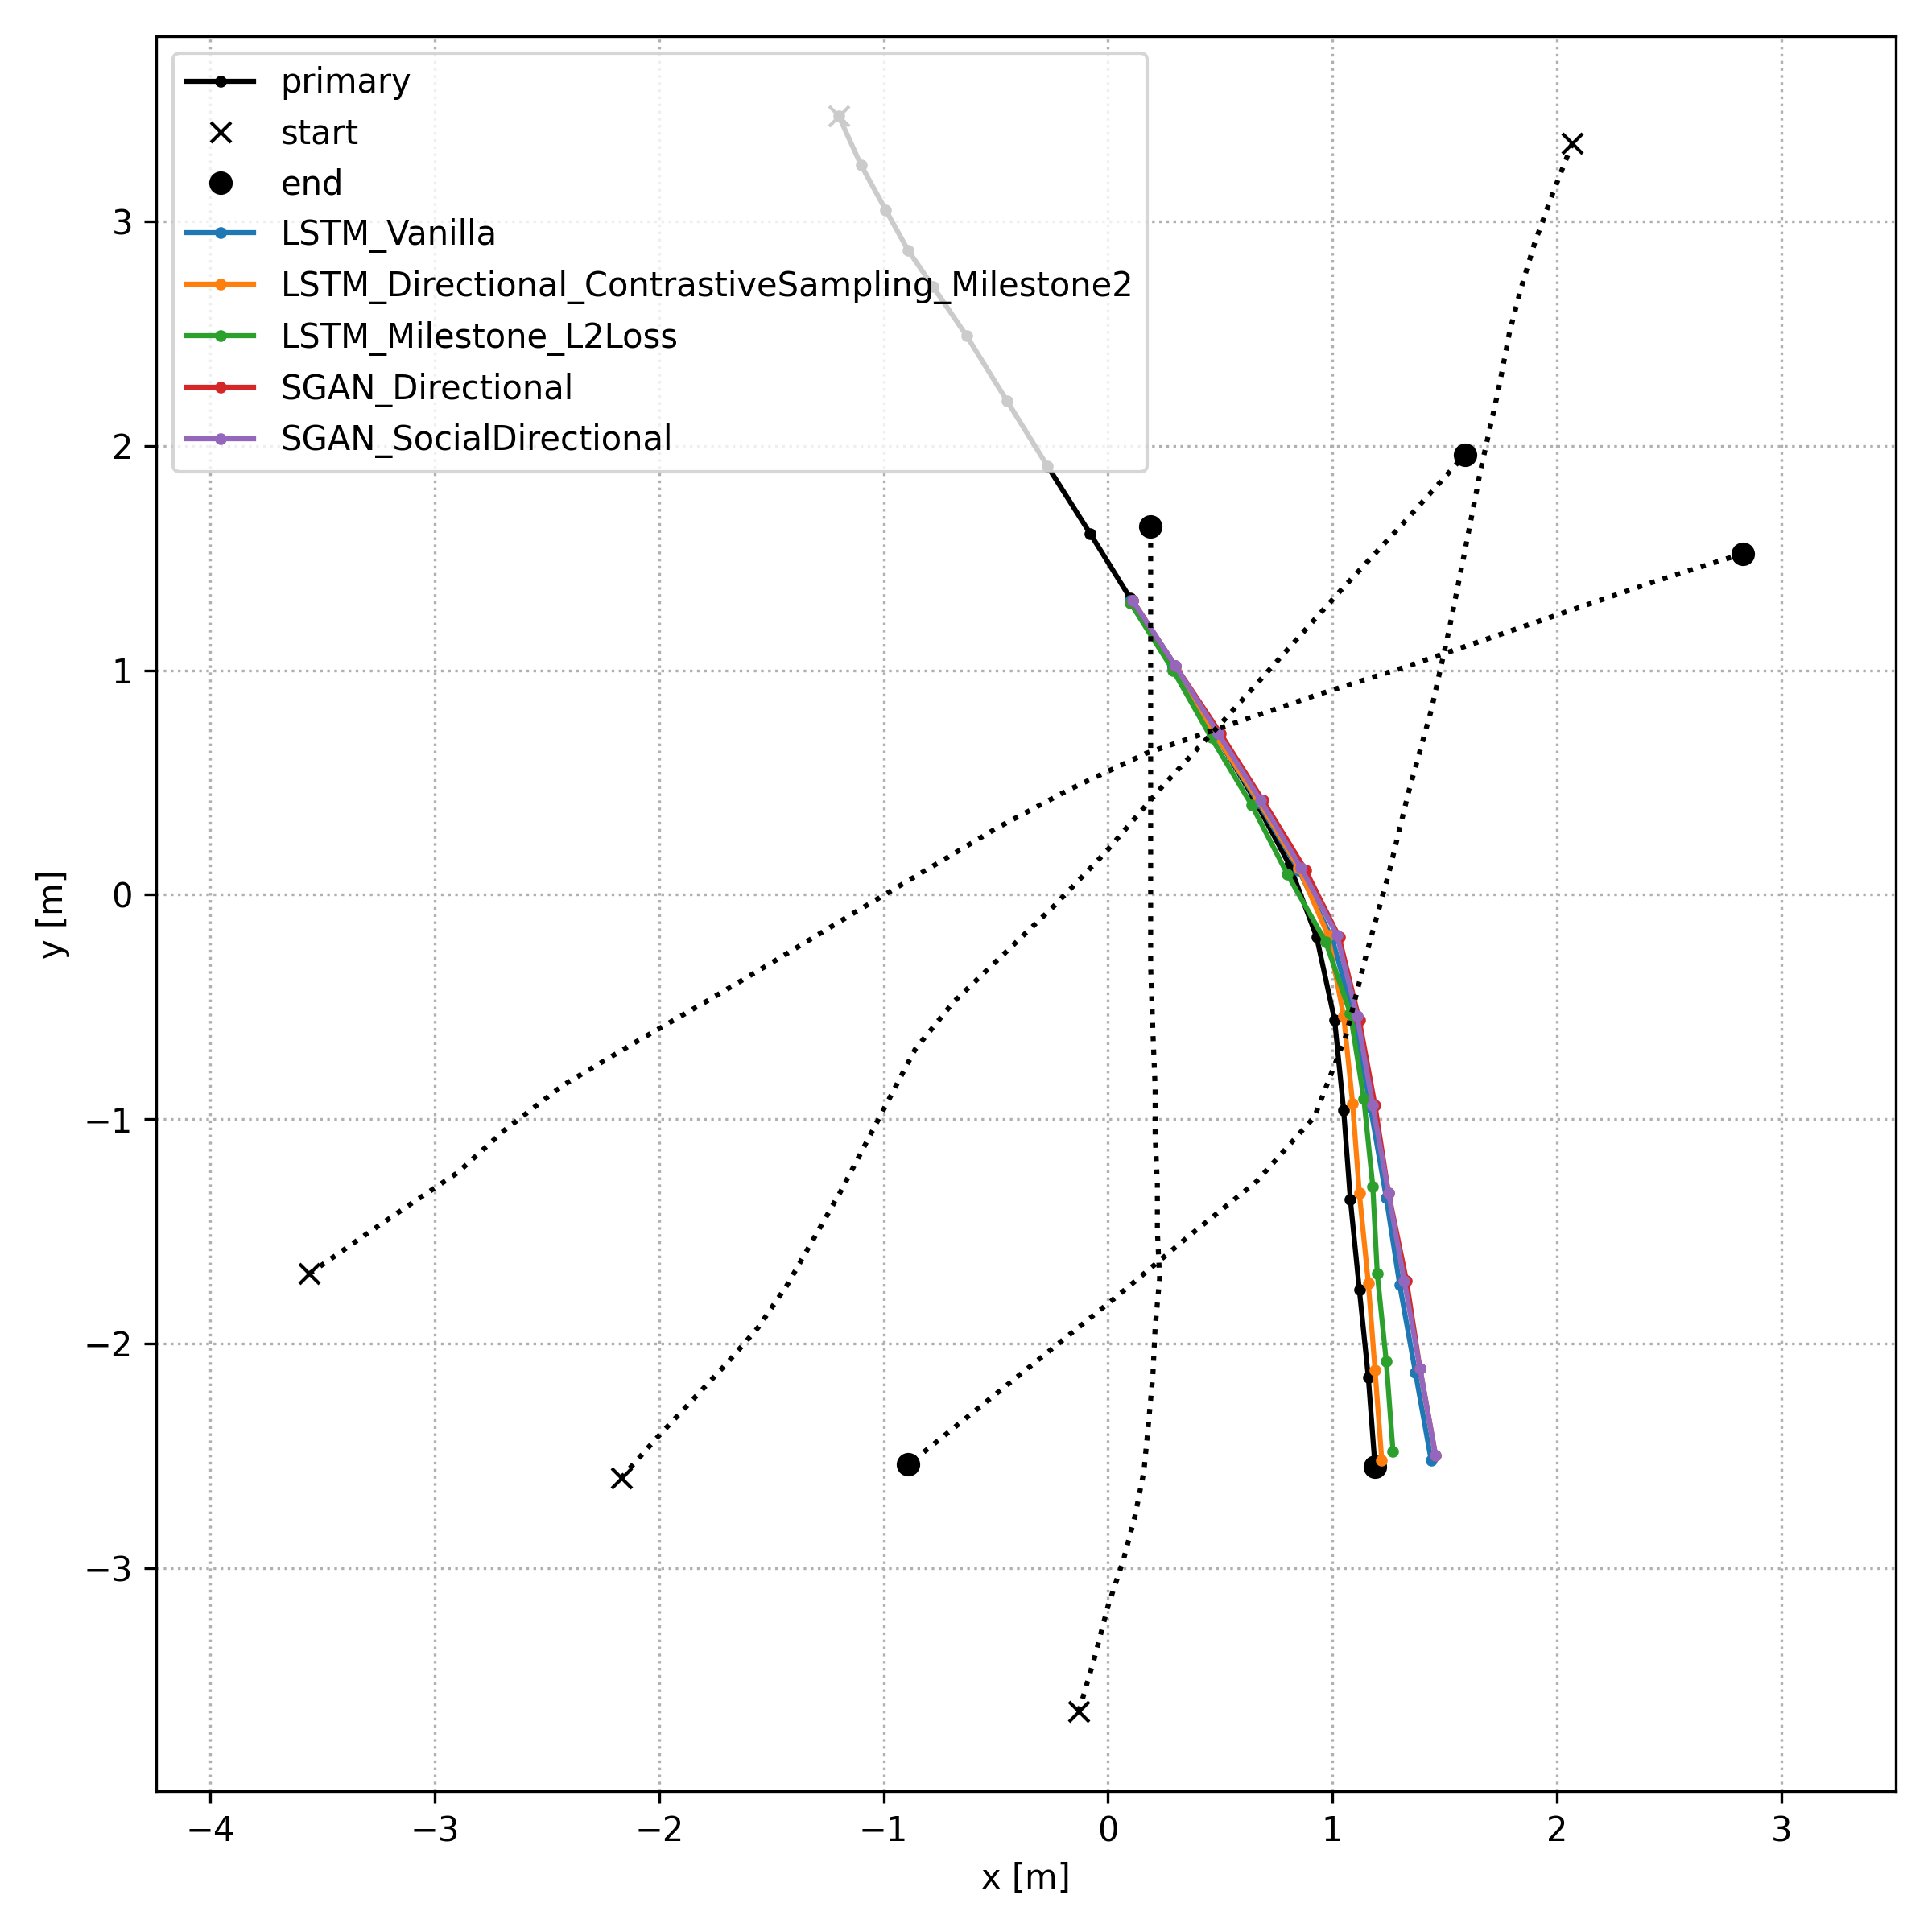 primary
start
end
LSTM_Vanilla
LSTM_Directional_ContrastiveSampling_Milestone2
LSTM_Milestone_L2Loss
SGAN_Directional
SGAN_SocialDirectional
3
2
1
0
−1
−2
−3
y [m]
−4 −3 −2 −1 0 1 2 3
x [m]